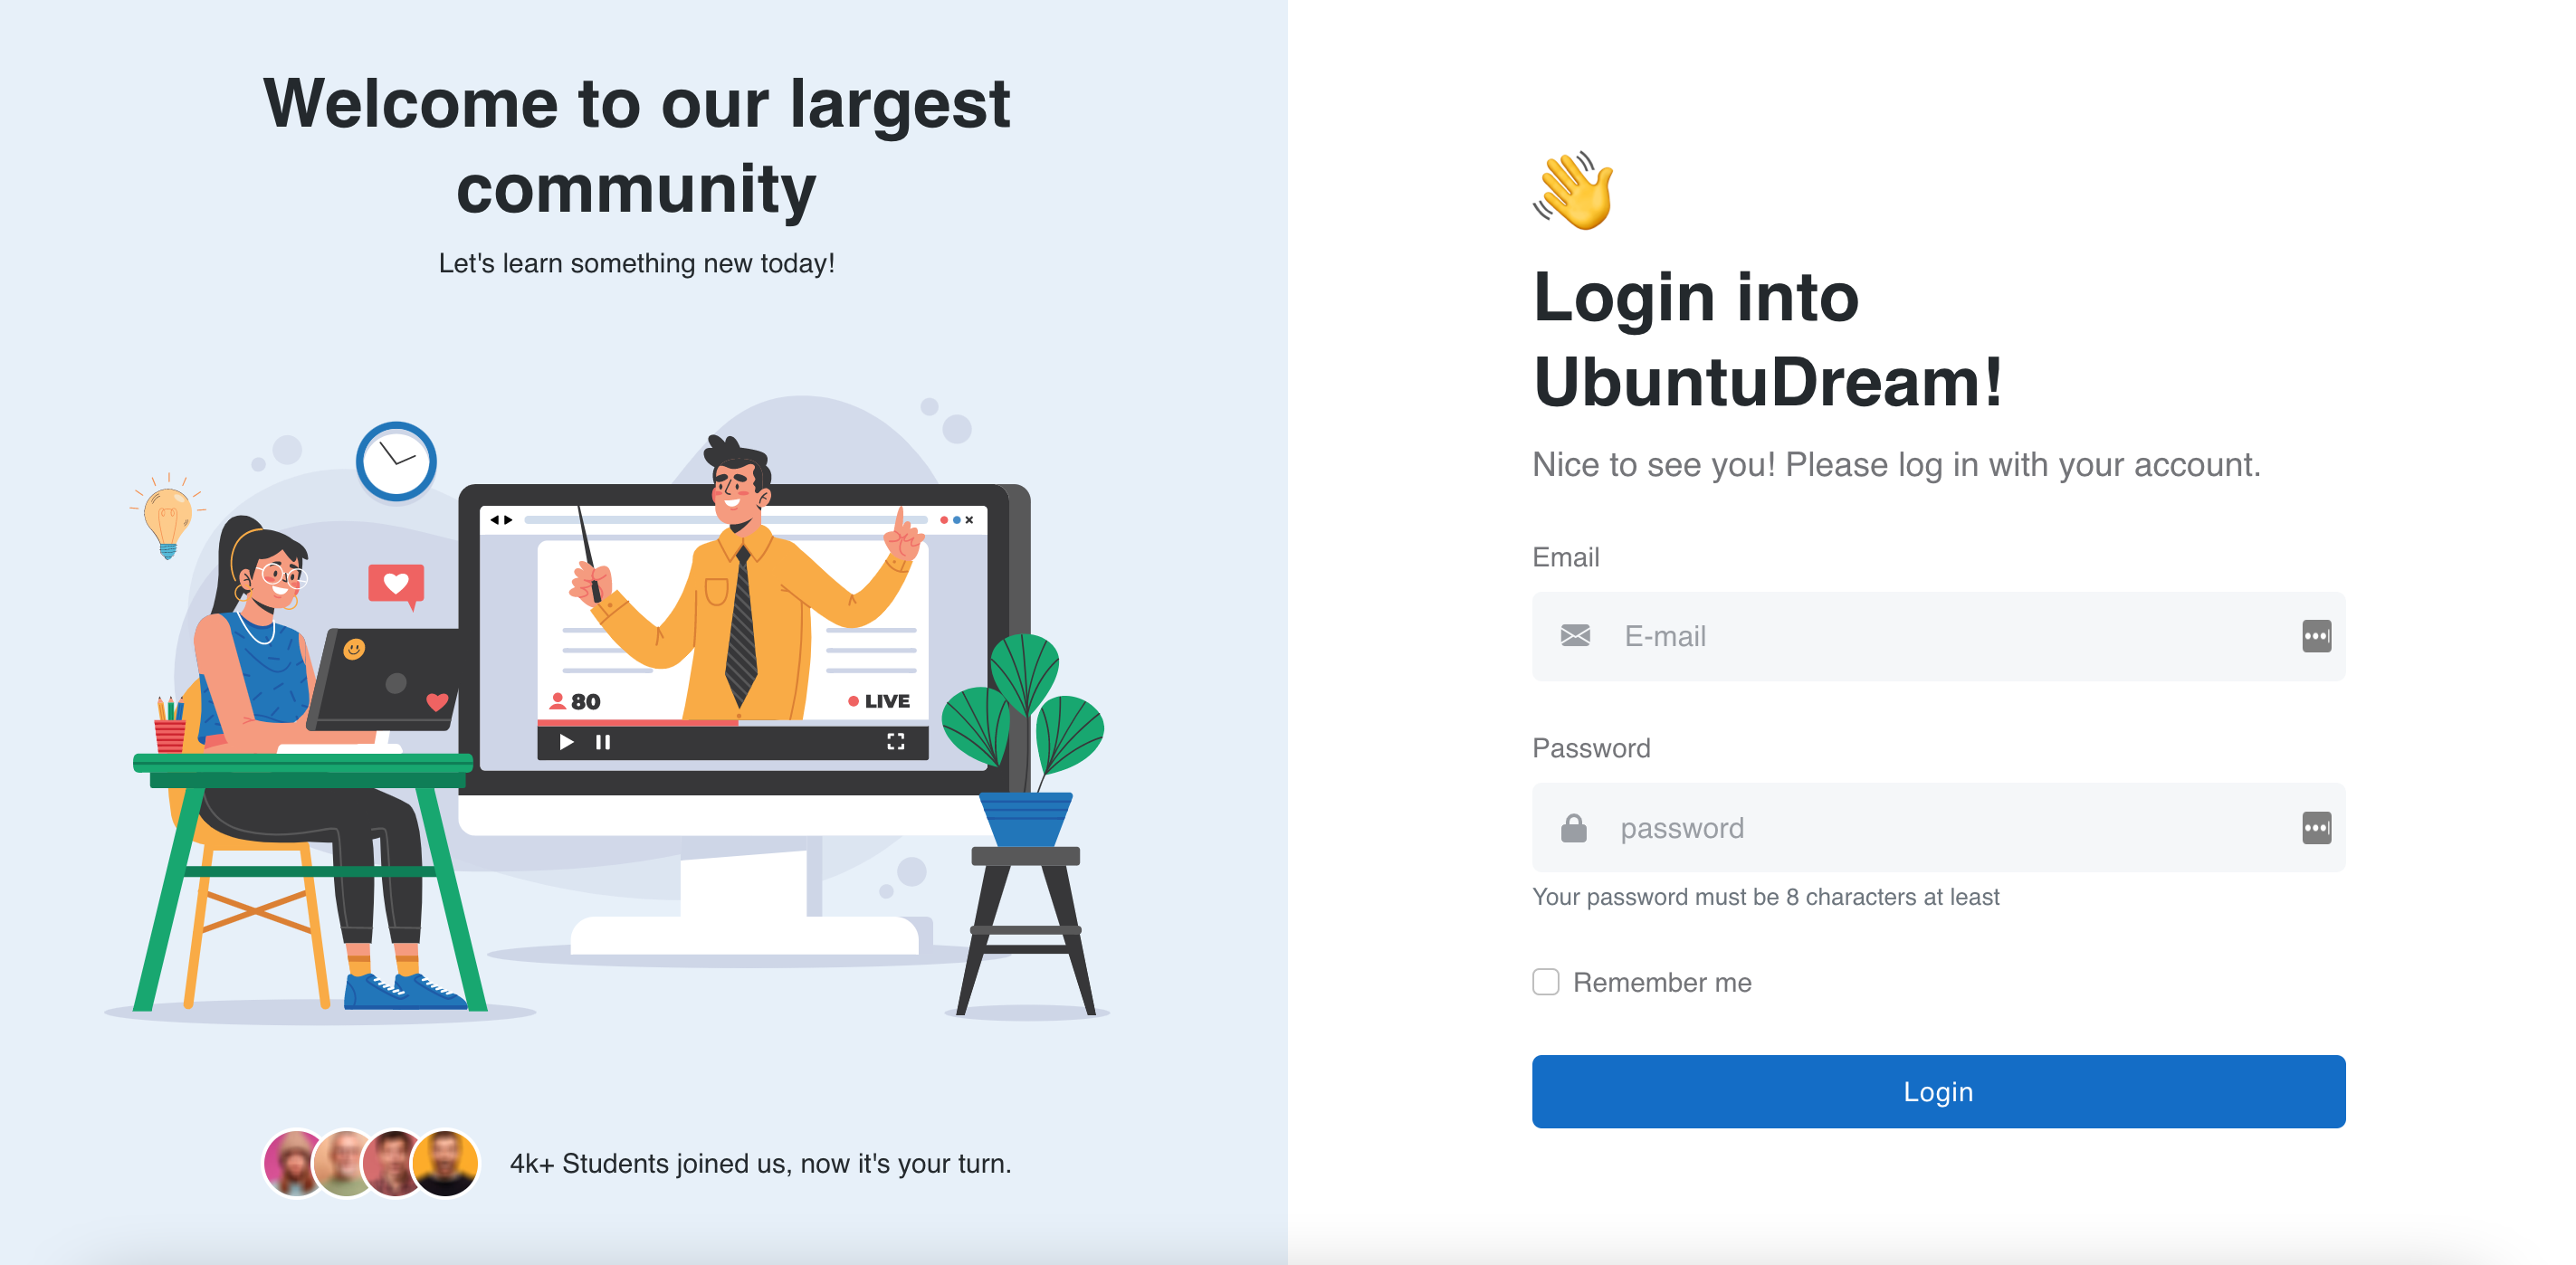 Welcome to our largest
community
Let's learn something new today!
80
LIVE
4k+ Students joined us, now it's your turn.
Login into
UbuntuDream!
Nice to see you! Please log in with your account.
Email
E-mail
Password
password
Your password must be 8 characters at least
Remember me
Login